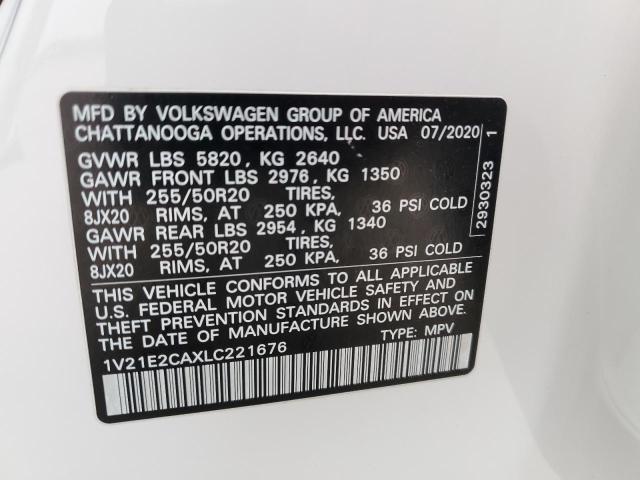 MFD BY VOLKSWAGEN GROUP OF AMERICA
CHATTANOOGA OPERATIONS, LLC. USA 07/2020
GVWR LBS 5820, KG 2640
GAWR FRONT LBS 2976, KG 1350
WITH 255/50R20 TIRES,
8JX20 RIMS, AT 250 KPA, 36 PSI COLD
GAWR REAR LBS 2954, KG 1340
WITH 255/50R20 TIRES,
8JX20 RIMS, AT 250 KPA, 36 PSI COLD
THIS VEHICLE CONFORMS TO ALL APPLICABLE
U.S. FEDERAL MOTOR VEHICLE SAFETY AND
THEFT PREVENTION STANDARDS IN EFFECT ON
THE DATE OF MANUFACTURE SHOWN ABOVE.
1V21E2CAXLC221676 TYPE: MPV
2930323 1